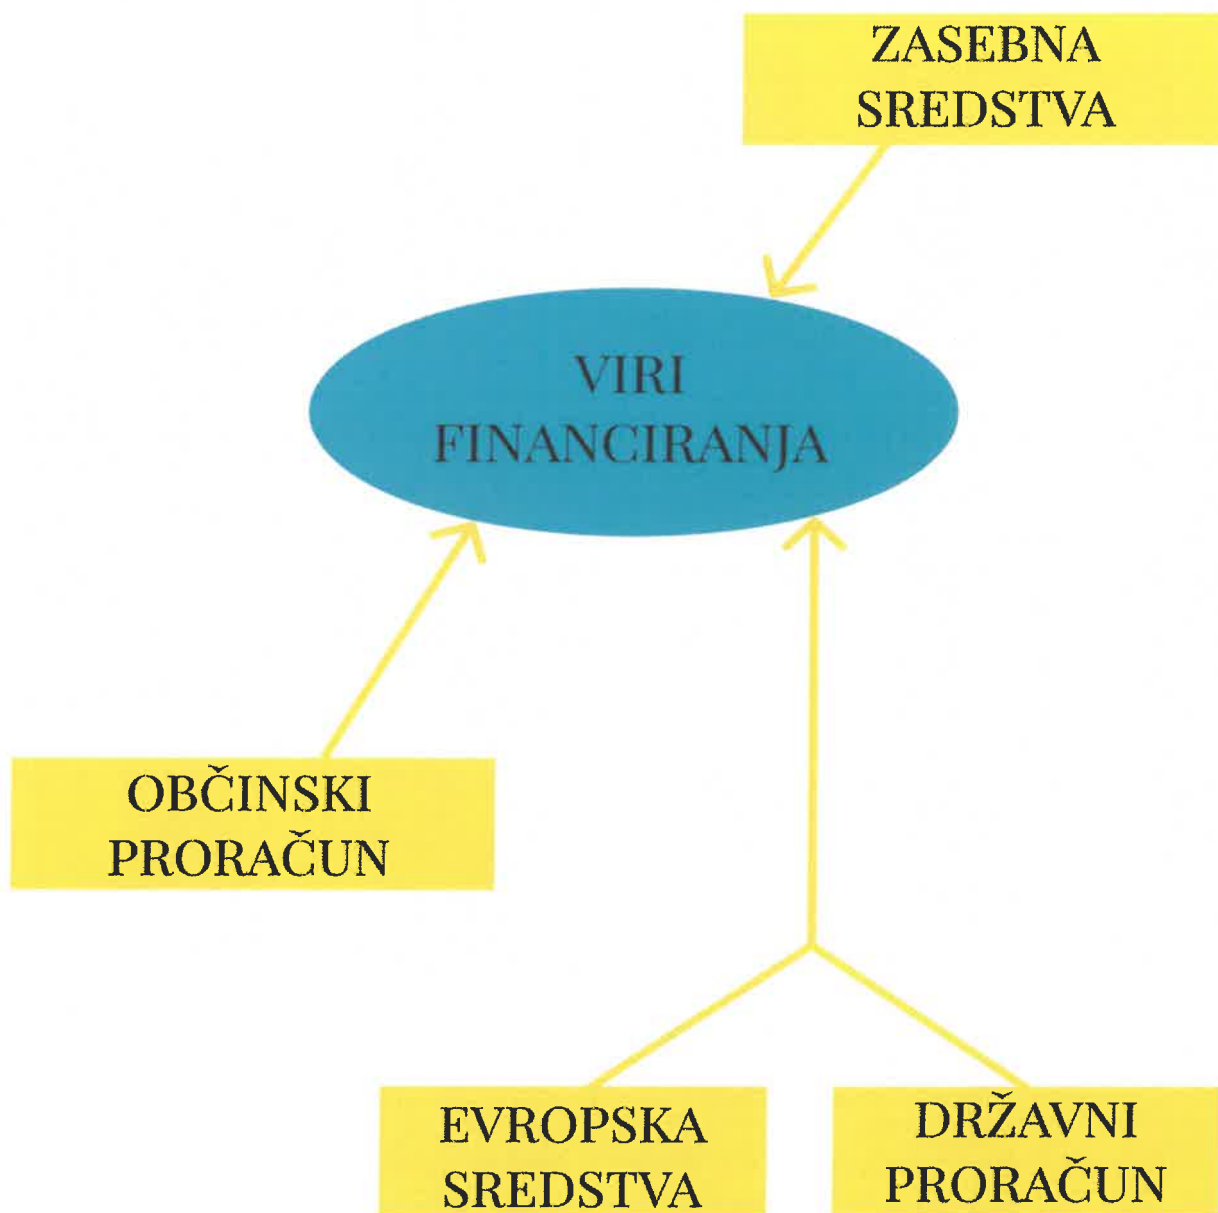 ZASEBNA
SREDSTVA
VIRI
FINANCIRANJA
OBČINSKI
PRORAČUN
EVROPSKA
SREDSTVA
DRŽAVNI
PRORAČUN